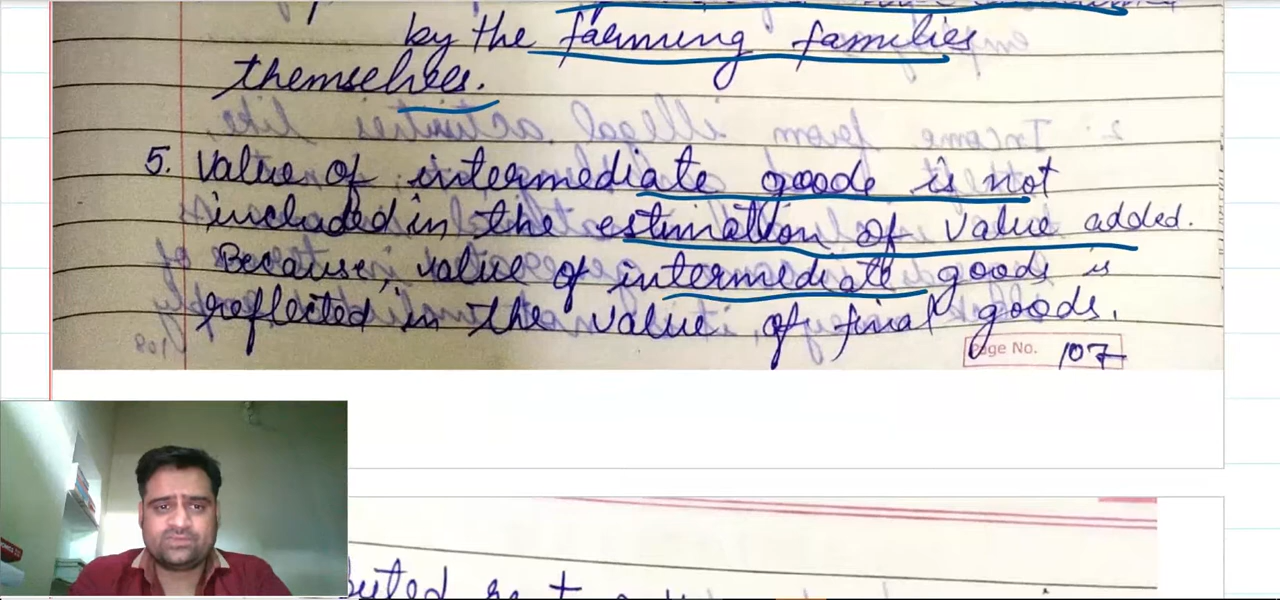 by the farming families
themselves.
5. Value of intermediate goods is not
included in the estimation of value added.
Because, value of intermediate goods is
reflected in the value of final goods.
Page No. 107